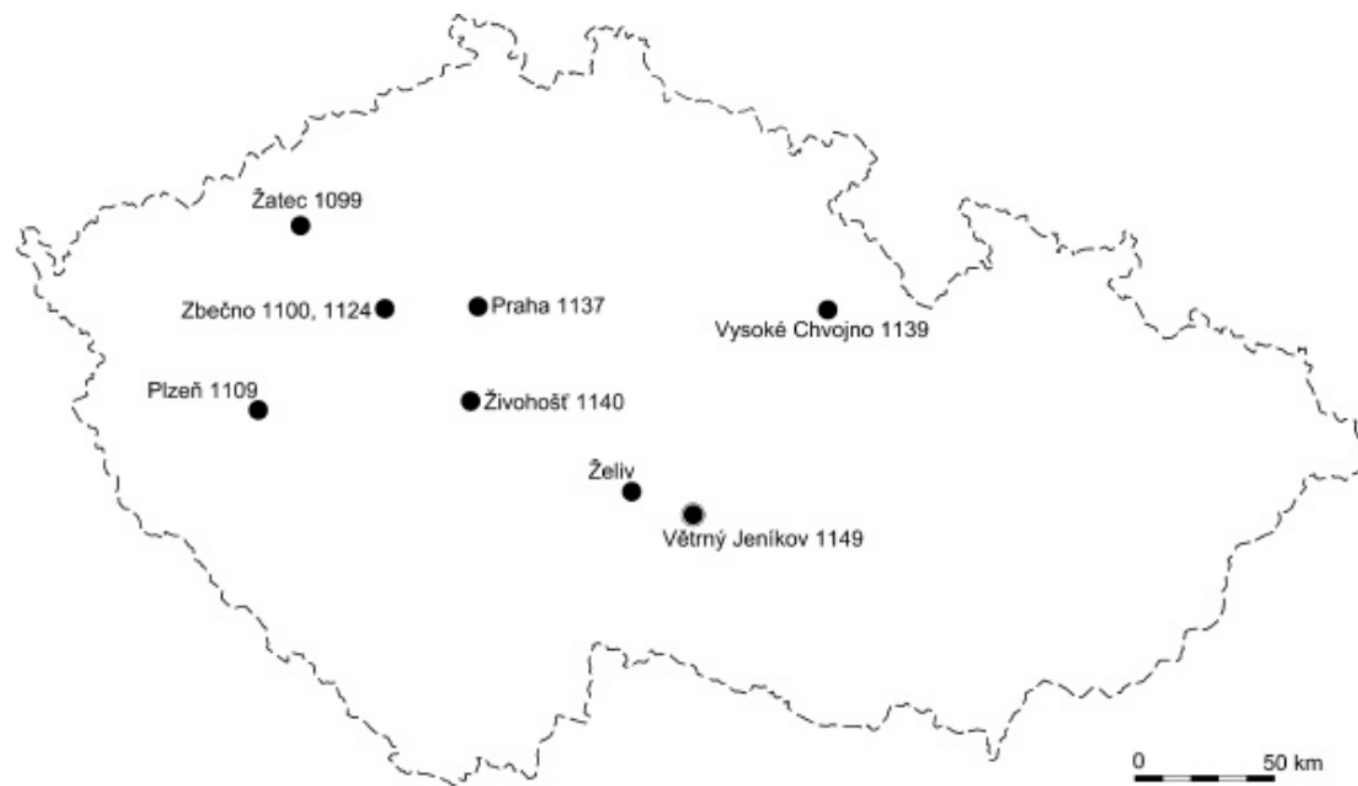 Žatec 1099
Zbečno 1100, 1124
Praha 1137
Vysoké Chvojno 1139
Plzeň 1109
Živohošť 1140
Želiv
Větrný Jeníkov 1149
0 50 km